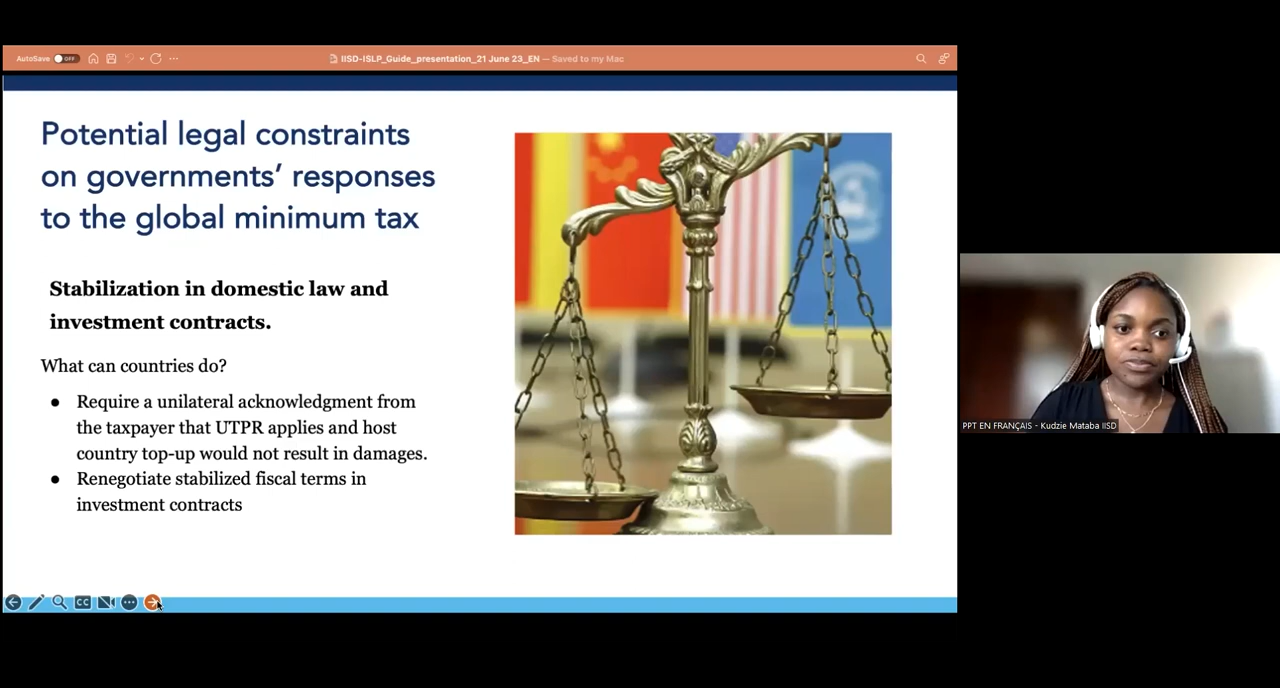 AutoSave OFF
IISD-ISLP_Guide_presentation_21 June 23_EN — Saved to my Mac
Potential legal constraints
on governments’ responses
to the global minimum tax
Stabilization in domestic law and
investment contracts.
What can countries do?
● Require a unilateral acknowledgment from
the taxpayer that UTPR applies and host
country top-up would not result in damages.
● Renegotiate stabilized fiscal terms in
investment contracts
CC
PPT EN FRANÇAIS - Kudzie Mataba IISD